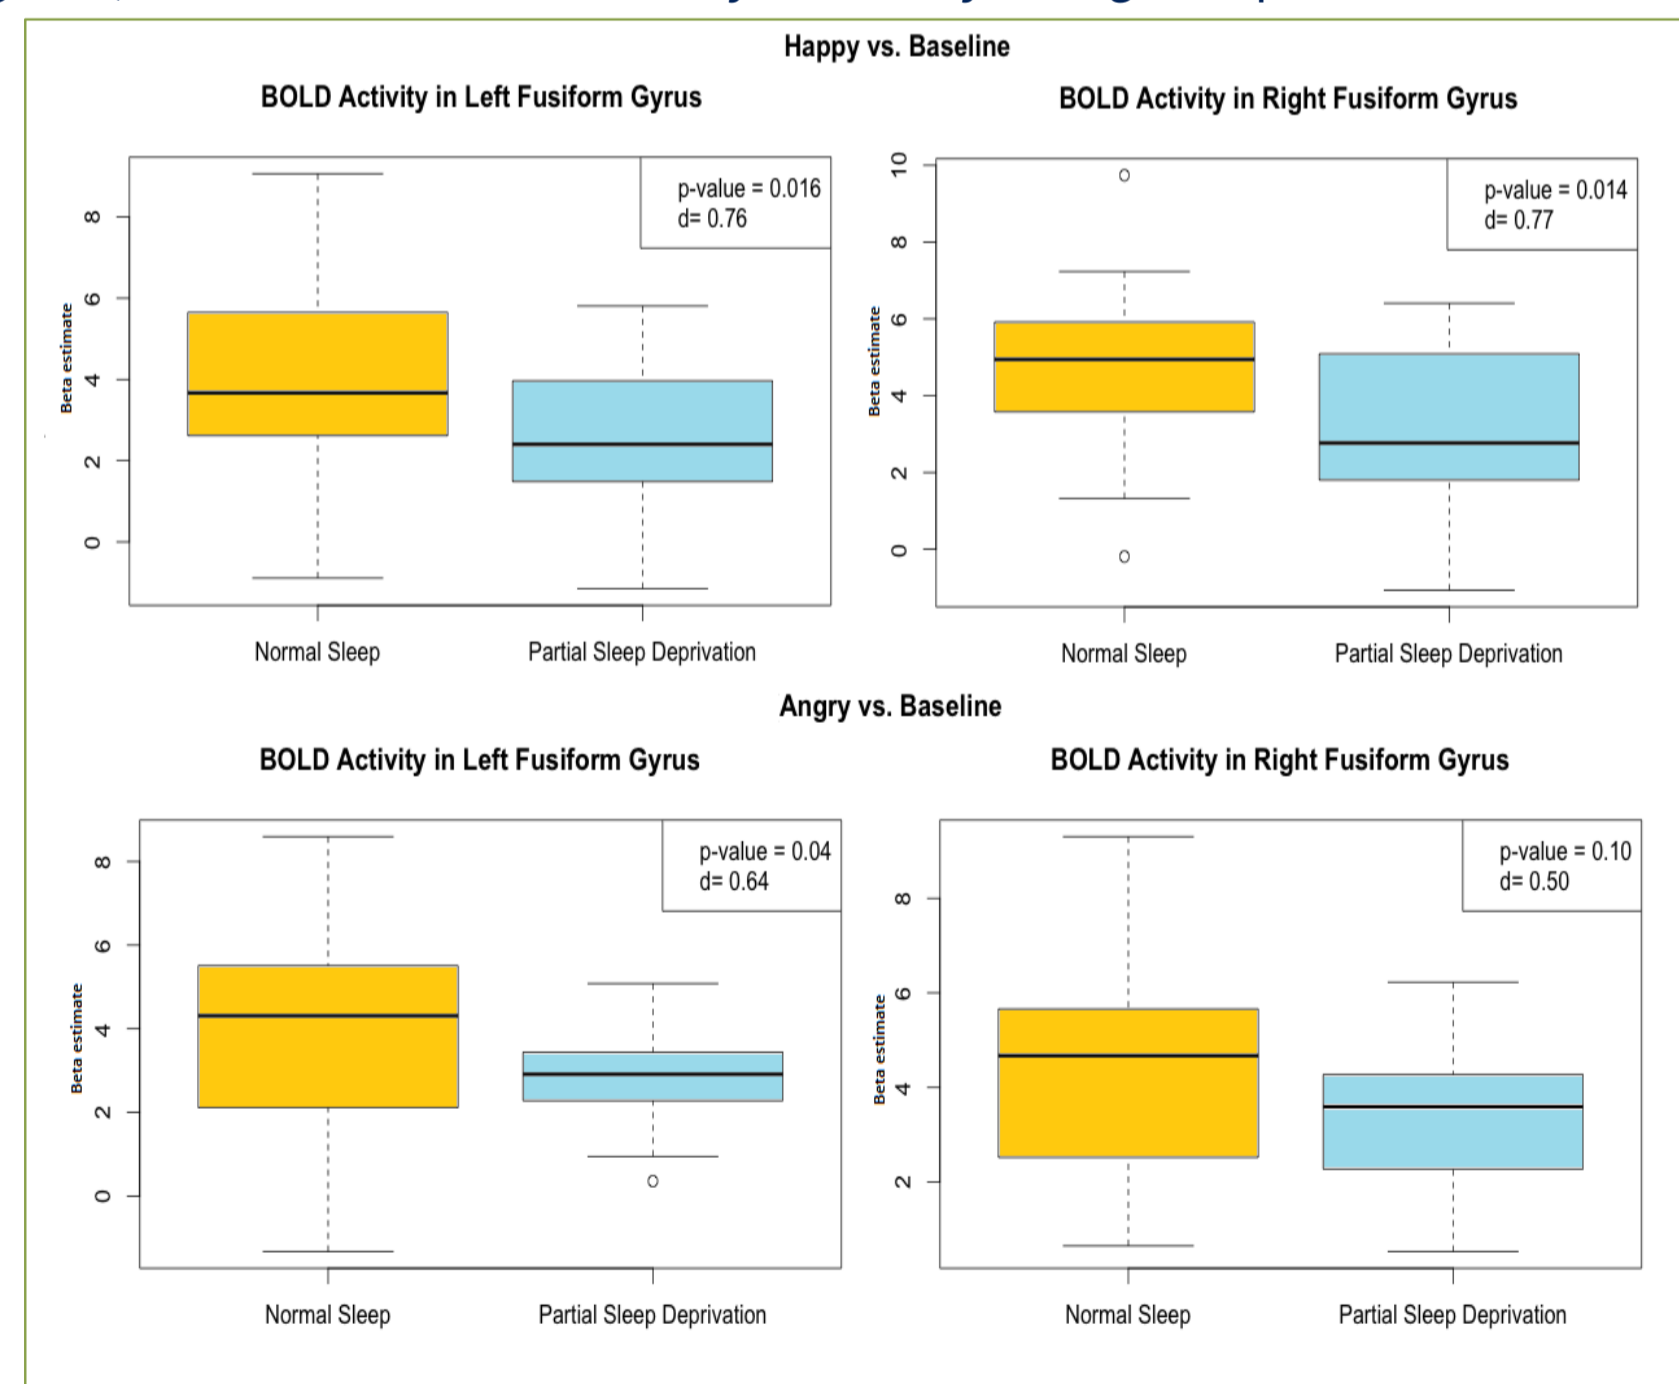 Happy vs. Baseline
BOLD Activity in Left Fusiform Gyrus
p-value = 0.016
d= 0.76
Beta estimate
8
6
4
2
0
Normal Sleep
Partial Sleep Deprivation
BOLD Activity in Right Fusiform Gyrus
p-value = 0.014
d= 0.77
Beta estimate
10
8
6
4
2
0
Normal Sleep
Partial Sleep Deprivation
Angry vs. Baseline
BOLD Activity in Left Fusiform Gyrus
p-value = 0.04
d= 0.64
Beta estimate
8
6
4
2
0
Normal Sleep
Partial Sleep Deprivation
BOLD Activity in Right Fusiform Gyrus
p-value = 0.10
d= 0.50
Beta estimate
8
6
4
2
Normal Sleep
Partial Sleep Deprivation